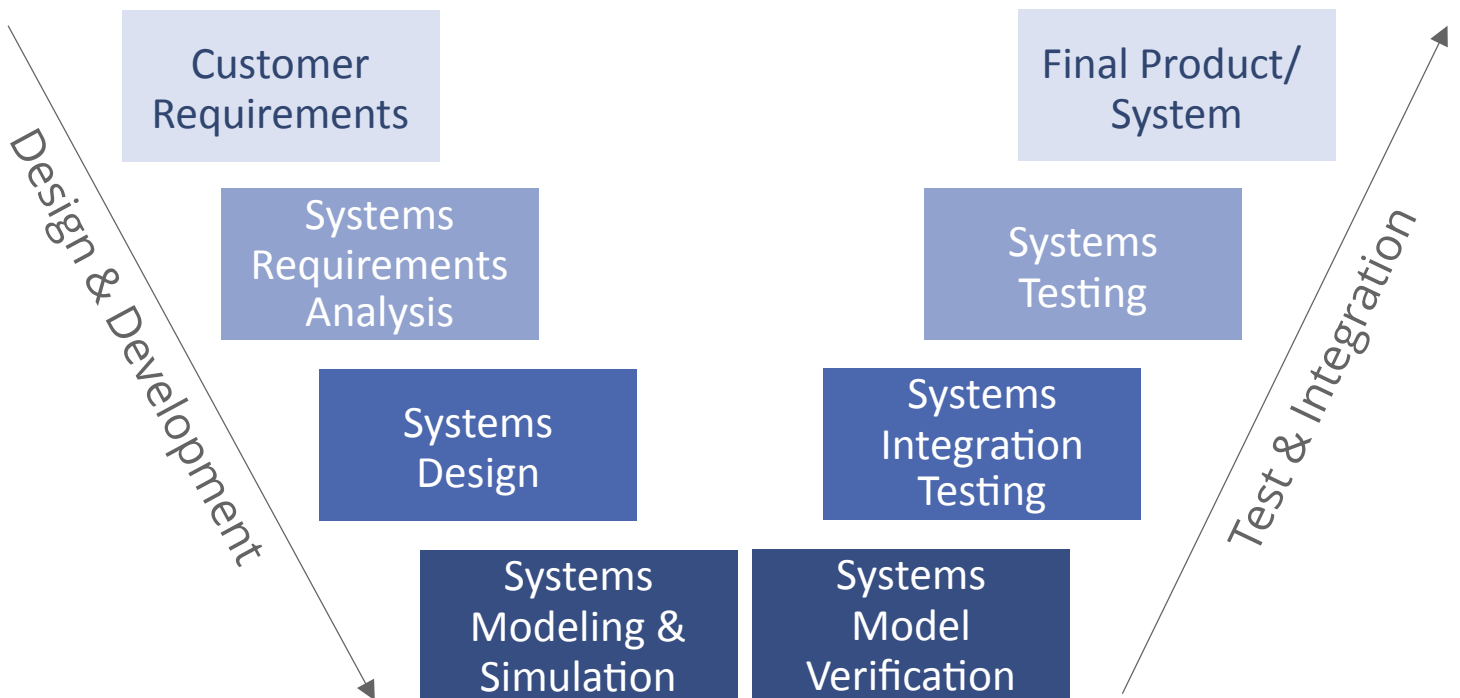 Customer
Requirements
Final Product/
System
Design & Development
Systems
Requirements
Analysis
Systems
Testing
Test & Integration
Systems
Design
Systems
Integration
Testing
Systems
Modeling &
Simulation
Systems
Model
Verification